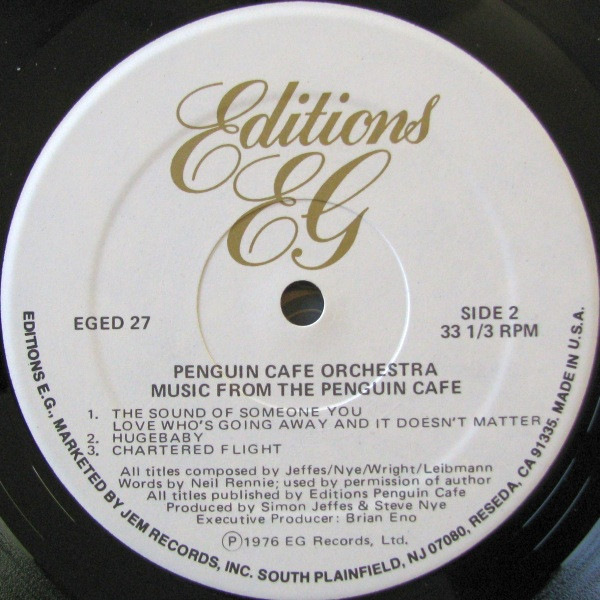 Editions
EG
EGED 27
SIDE 2
33 1/3 RPM
PENGUIN CAFE ORCHESTRA
MUSIC FROM THE PENGUIN CAFE
1. THE SOUND OF SOMEONE YOU
LOVE WHO'S GOING AWAY AND IT DOESN'T MATTER
2. HUGEBABY
3. CHARTERED FLIGHT
All titles composed by Jeffes/Nye/Wright/Leibmann
Words by Neil Rennie; used by permission of author
All titles published by Editions Penguin Cafe
Produced by Simon Jeffes & Steve Nye
Executive Producer: Brian Eno
Ⓟ1976 EG Records, Ltd.
EDITIONS E.G., MARKETED BY JEM RECORDS, INC. SOUTH PLAINFIELD, NJ 07080, RESEDA, CA 91335. MADE IN U.S.A.